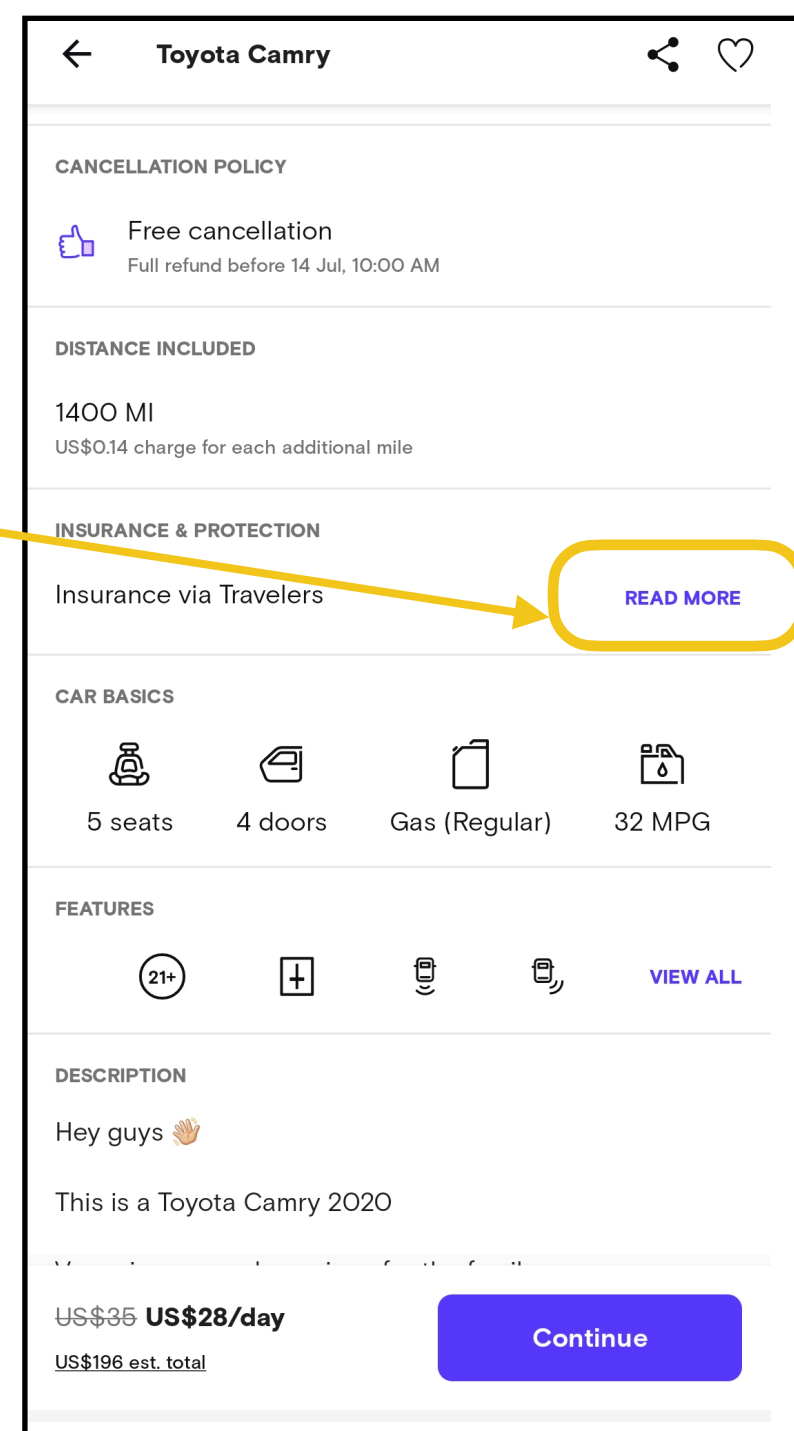 Toyota Camry
CANCELLATION POLICY
Free cancellation
Full refund before 14 Jul, 10:00 AM
DISTANCE INCLUDED
1400 MI
US$0.14 charge for each additional mile
INSURANCE & PROTECTION
Insurance via Travelers
READ MORE
CAR BASICS
5 seats 4 doors Gas (Regular) 32 MPG
FEATURES
21+
VIEW ALL
DESCRIPTION
Hey guys 👋🏼
This is a Toyota Camry 2020
US$35 US$28/day
US$196 est. total
Continue